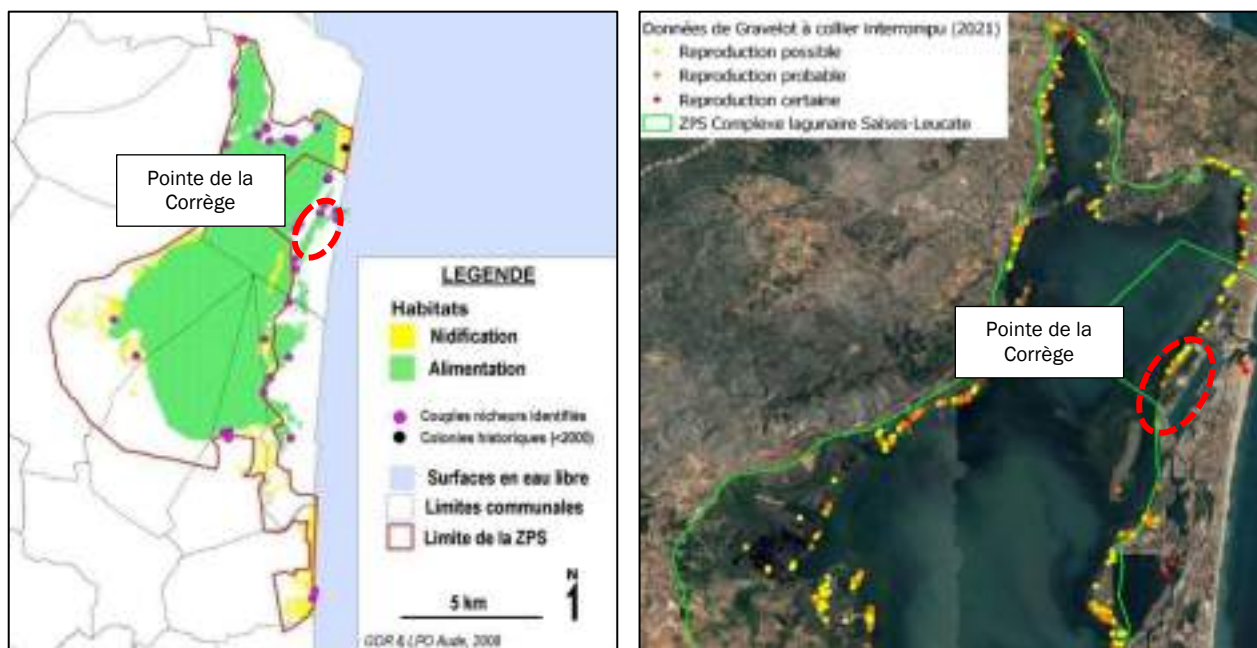 Pointe de la
Corrège
LEGENDE
Habitats
Nidification
Alimentation
Couples nicheurs identifiés
Colonies historiques (<2000)
Surfaces en eau libre
Limites communales
Limite de la ZPS
5 km
N
GOR & LPO Aude, 2008
Données de Gravelot à collier interrompu (2021)
Reproduction possible
Reproduction probable
Reproduction certaine
ZPS Complexe lagunaire Salses-Leucate
Pointe de la
Corrège